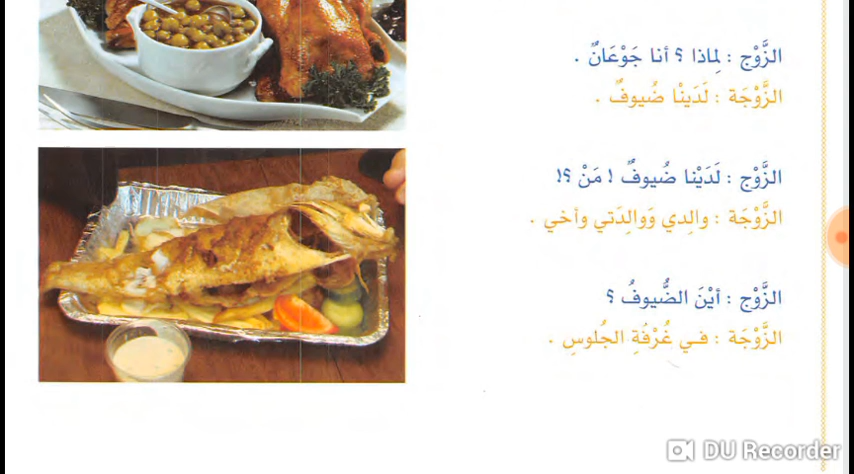 الزَّوْج : لِماذا ؟ أنا جَوْعَانٌ .
الزَّوْجَة : لَدَيْنا ضُيوفٌ .
الزَّوْج : لَدَيْنا ضُيوفٌ ! مَنْ ؟!
الزَّوْجَة : والِدي وَوالِدَتي وأخي .
الزَّوْج : أيْنَ الضُّيوفُ ؟
الزَّوْجَة : في غُرْفَةِ الجُلوسِ .
DU Recorder